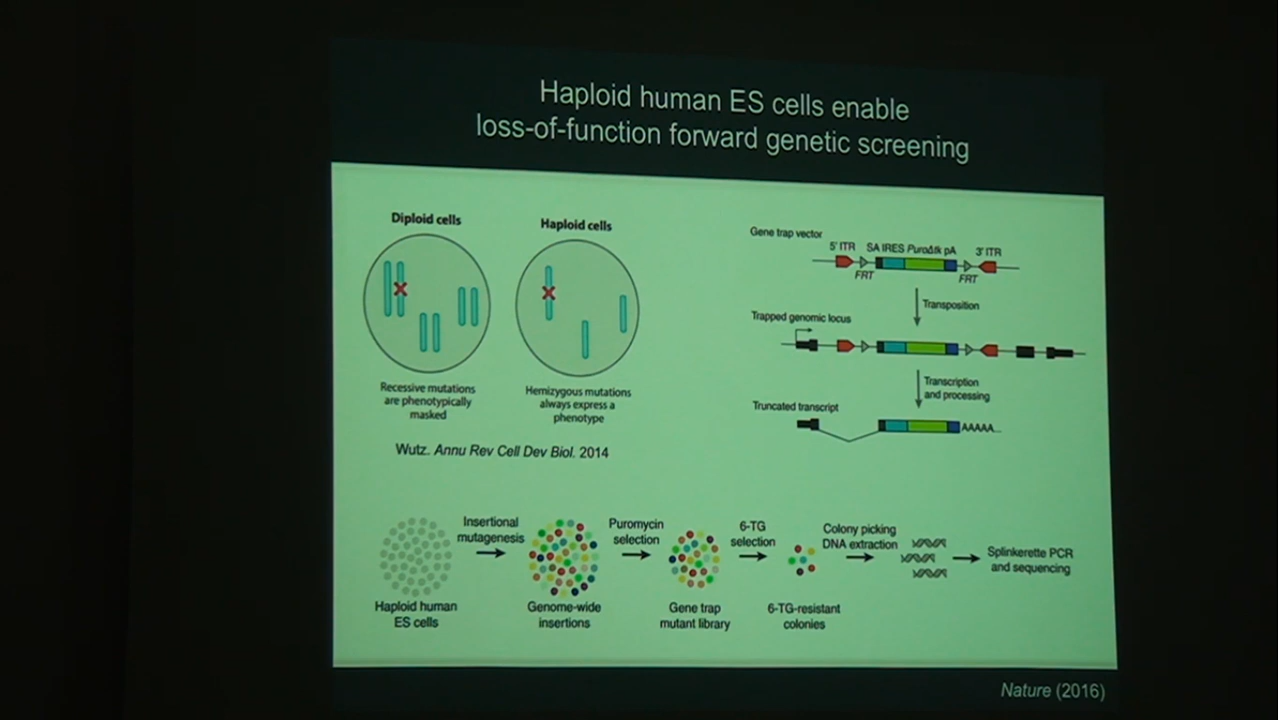 Haploid human ES cells enable
loss-of-function forward genetic screening
Diploid cells
Haploid cells
Recessive mutations
are phenotypically
masked
Hemizygous mutations
always express a
phenotype
Wutz. Annu Rev Cell Dev Biol. 2014
Gene trap vector
5' ITR
SA IRES Puro∆tk pA
3' ITR
FRT
FRT
Transposition
Trapped genomic locus
Transcription
and processing
Truncated transcript
AAAAA
Insertional
mutagenesis
Puromycin
selection
6-TG
selection
Colony picking
DNA extraction
Splinkerette PCR
and sequencing
Haploid human
ES cells
Genome-wide
insertions
Gene trap
mutant library
6-TG-resistant
colonies
Nature (2016)